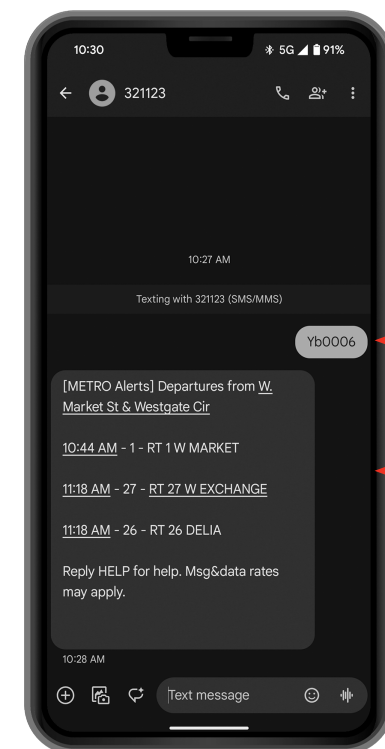 10:30
5G 91%
321123
10:27 AM
Texting with 321123 (SMS/MMS)
Yb0006
[METRO Alerts] Departures from W.
Market St & Westgate Cir
10:44 AM - 1 - RT 1 W MARKET
11:18 AM - 27 - RT 27 W EXCHANGE
11:18 AM - 26 - RT 26 DELIA
Reply HELP for help. Msg&data rates
may apply.
10:28 AM
Text message